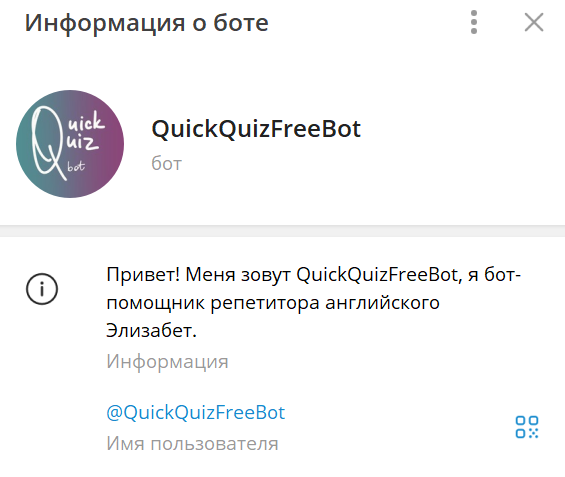 Информация о боте
Quick
Quiz
bot
QuickQuizFreeBot
бот
Привет! Меня зовут QuickQuizFreeBot, я бот-
помощник репетитора английского
Элизабет.
Информация
@QuickQuizFreeBot
Имя пользователя